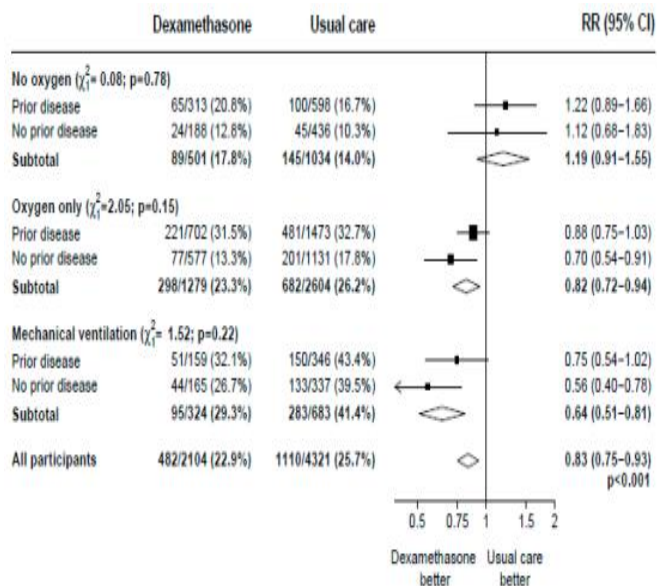 Dexamethasone Usual care RR (95% CI)
No oxygen (χ²₁= 0.08; p=0.78)
Prior disease 65/313 (20.8%) 100/598 (16.7%) 1.22 (0.89−1.66)
No prior disease 24/188 (12.8%) 45/436 (10.3%) 1.12 (0.68−1.83)
Subtotal 89/501 (17.8%) 145/1034 (14.0%) 1.19 (0.91−1.55)
Oxygen only (χ²₁=2.05; p=0.15)
Prior disease 221/702 (31.5%) 481/1473 (32.7%) 0.88 (0.75−1.03)
No prior disease 77/577 (13.3%) 201/1131 (17.8%) 0.70 (0.54−0.91)
Subtotal 298/1279 (23.3%) 682/2604 (26.2%) 0.82 (0.72−0.94)
Mechanical ventilation (χ²₁= 1.52; p=0.22)
Prior disease 51/159 (32.1%) 150/346 (43.4%) 0.75 (0.54−1.02)
No prior disease 44/165 (26.7%) 133/337 (39.5%) 0.56 (0.40−0.78)
Subtotal 95/324 (29.3%) 283/683 (41.4%) 0.64 (0.51−0.81)
All participants 482/2104 (22.9%) 1110/4321 (25.7%) 0.83 (0.75−0.93)
p<0.001
0.5 0.75 1 1.5 2
Dexamethasone Usual care
better better